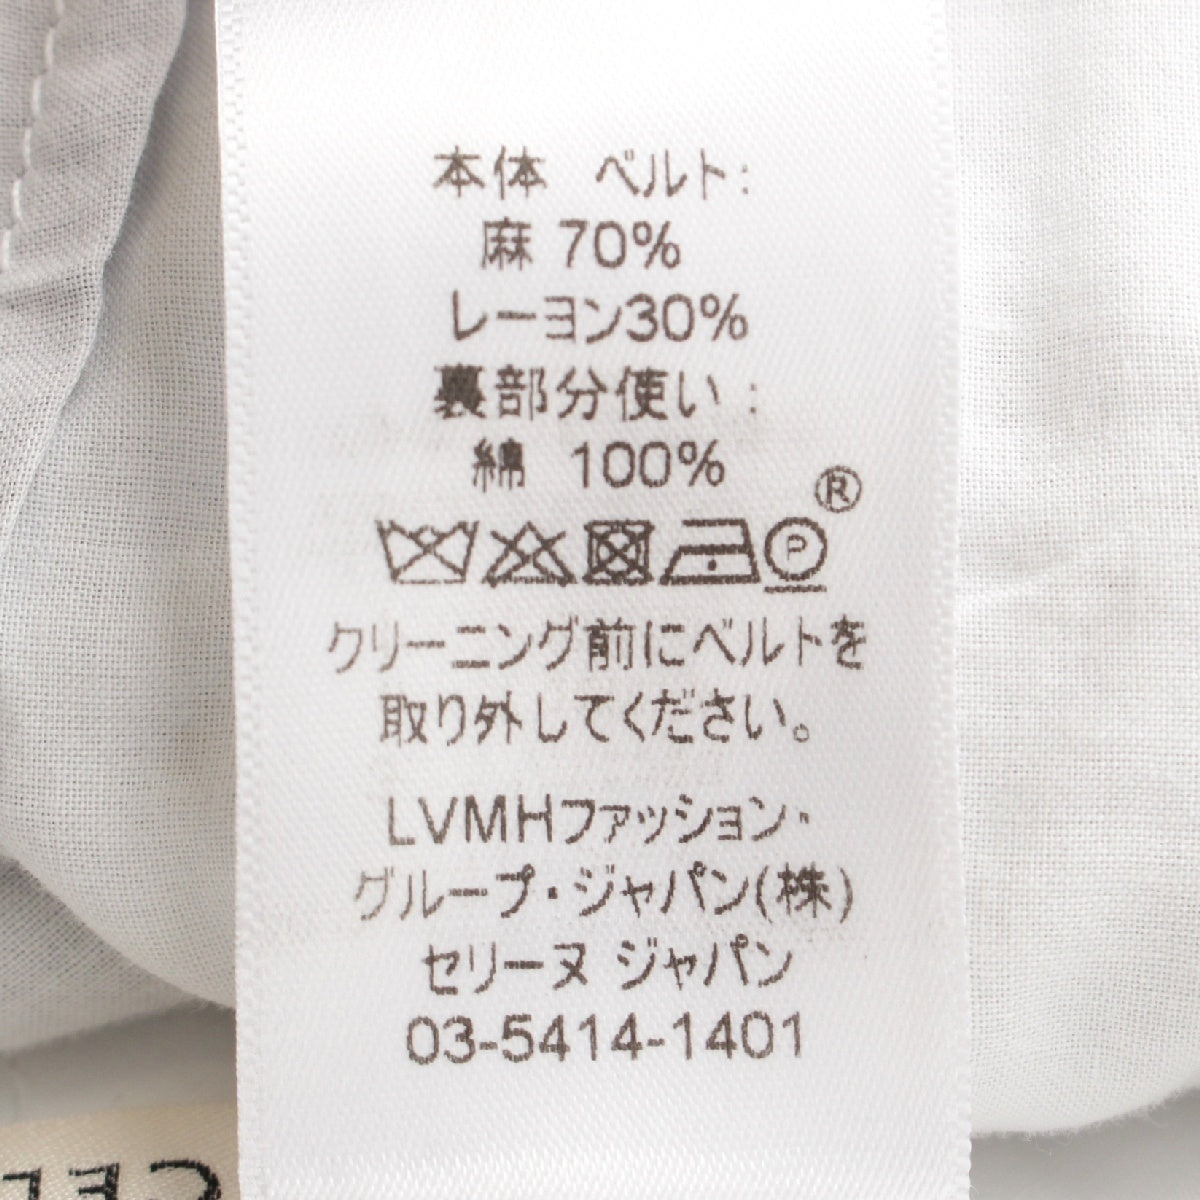 本体 ベルト:
麻 70%
レーヨン30%
裏部分使い:
綿 100%
®
P
クリーニング前にベルトを
取り外してください。
LVMHファッション・
グループ・ジャパン(株)
セリーヌ ジャパン
03-5414-1401